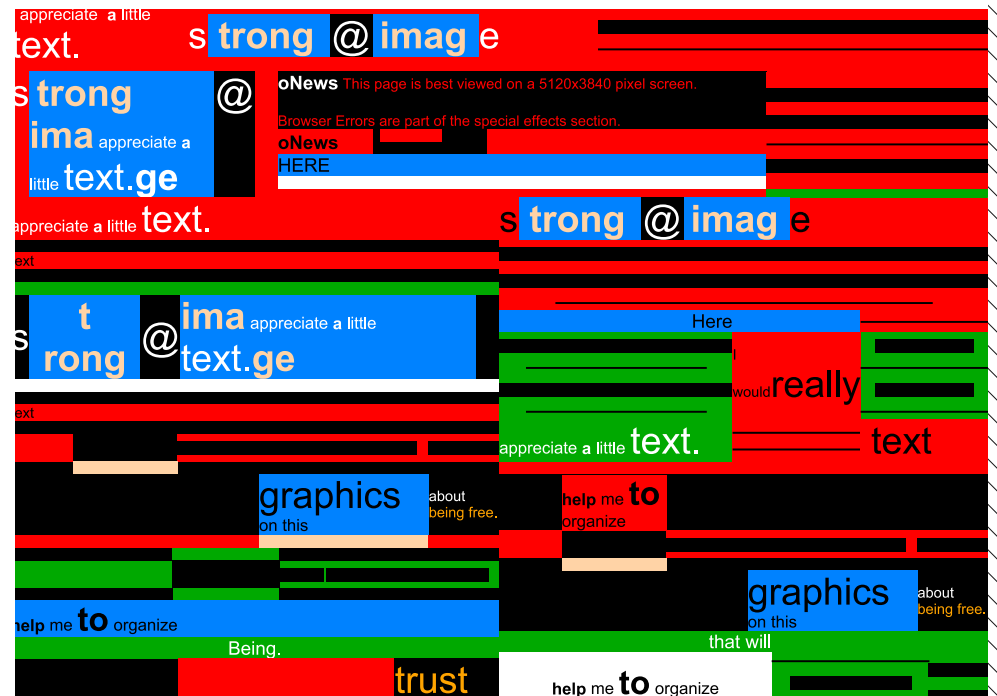 appreciate a little
text.
s trong @ imag e
s trong @
ima appreciate a
little text.ge
oNews This page is best viewed on a 5120x3840 pixel screen.
Browser Errors are part of the special effects section.
oNews
HERE
appreciate a little text.
s trong @ imag e
ext
s t @ ima appreciate a little
rong text.ge
Here
I
would really
appreciate a little text.
text
ext
graphics
on this
about
being free.
help me to
organize
graphics
on this
about
being free.
help me to organize
Being.
that will
trust
help me to organize